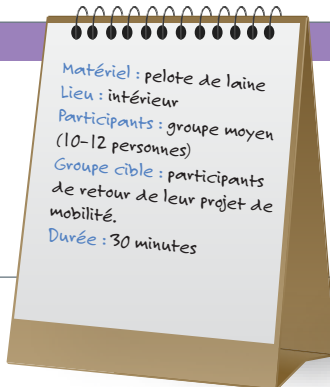 Matériel : pelote de laine
Lieu : intérieur
Participants : groupe moyen
(10-12 personnes)
Groupe cible : participants
de retour de leur projet de
mobilité.
Durée : 30 minutes